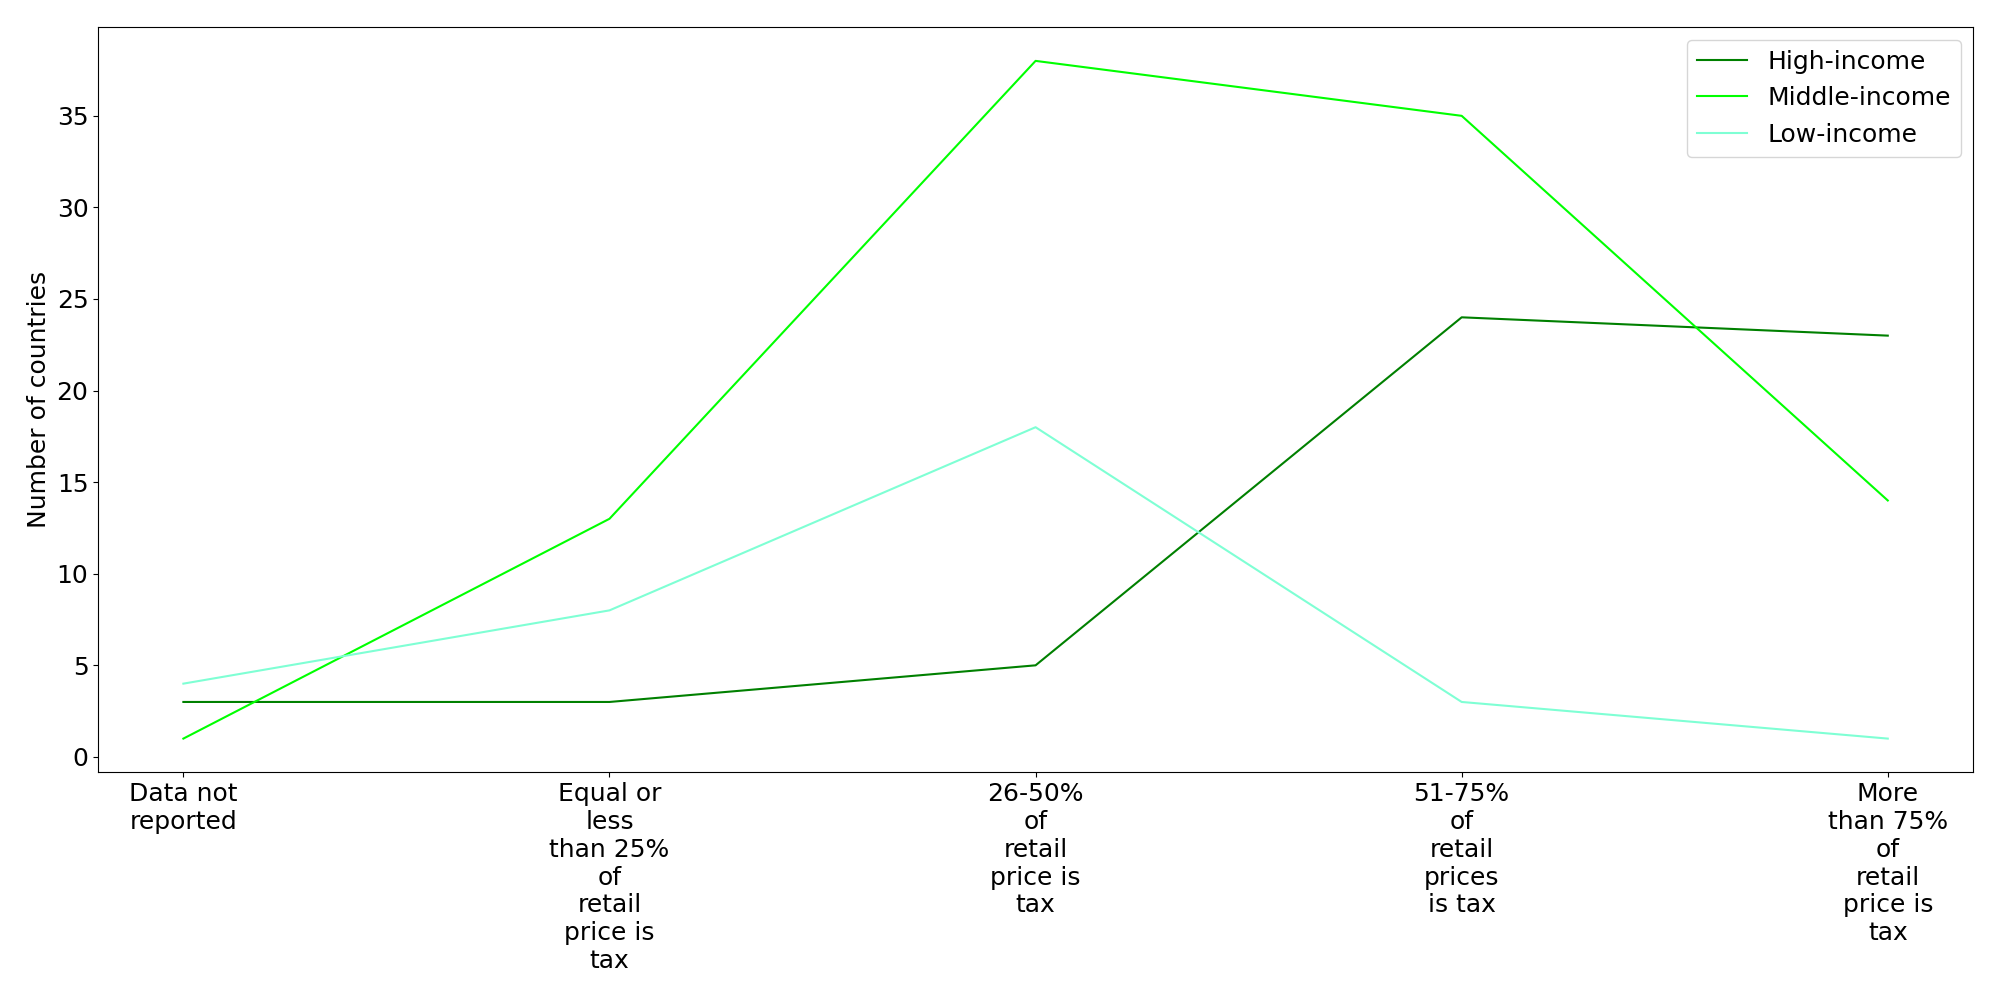 High-income
Middle-income
Low-income
Number of countries
35
30
25
20
15
10
5
0
Data not
reported
Equal or
less
than 25%
of
retail
price is
tax
26-50%
of
retail
price is
tax
51-75%
of
retail
prices
is tax
More
than 75%
of
retail
price is
tax